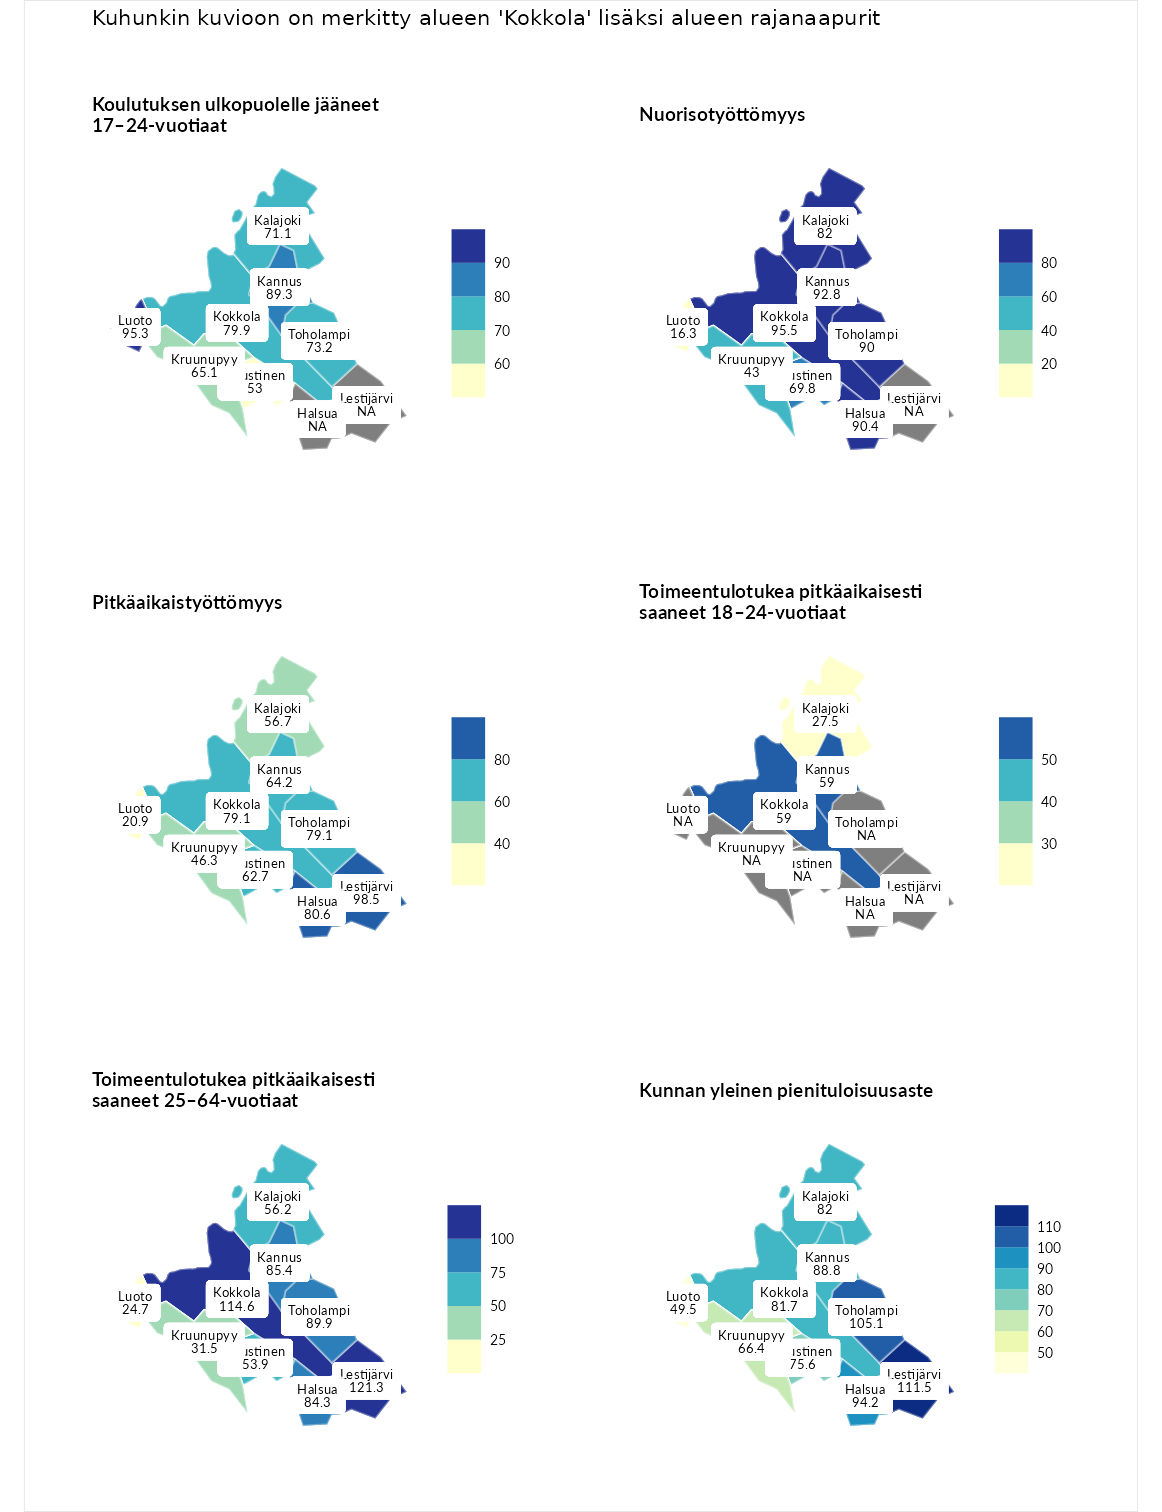 Kuhunkin kuvioon on merkitty alueen 'Kokkola' lisäksi alueen rajanaapurit
Koulutuksen ulkopuolelle jääneet
17–24-vuotiaat
Kalajoki
71.1
Kannus
89.3
Luoto
95.3
Kokkola
79.9
Toholampi
73.2
Kruunupyy
65.1
ustinen
53
Lestijärvi
NA
Halsua
NA
90
80
70
60
Nuorisotyöttömyys
Kalajoki
82
Kannus
92.8
Luoto
16.3
Kokkola
95.5
Toholampi
90
Kruunupyy
43
ustinen
69.8
Lestijärvi
NA
Halsua
90.4
80
60
40
20
Pitkäaikaistyöttömyys
Kalajoki
56.7
Kannus
64.2
Luoto
20.9
Kokkola
79.1
Toholampi
79.1
Kruunupyy
46.3
ustinen
62.7
Lestijärvi
98.5
Halsua
80.6
80
60
40
Toimeentulotukea pitkäaikaisesti
saaneet 18–24-vuotiaat
Kalajoki
27.5
Kannus
59
Luoto
NA
Kokkola
59
Toholampi
NA
Kruunupyy
NA
ustinen
NA
Lestijärvi
NA
Halsua
NA
50
40
30
Toimeentulotukea pitkäaikaisesti
saaneet 25–64-vuotiaat
Kalajoki
56.2
Kannus
85.4
Luoto
24.7
Kokkola
114.6
Toholampi
89.9
Kruunupyy
31.5
ustinen
53.9
Lestijärvi
121.3
Halsua
84.3
100
75
50
25
Kunnan yleinen pienituloisuusaste
Kalajoki
82
Kannus
88.8
Luoto
49.5
Kokkola
81.7
Toholampi
105.1
Kruunupyy
66.4
ustinen
75.6
Lestijärvi
111.5
Halsua
94.2
110
100
90
80
70
60
50